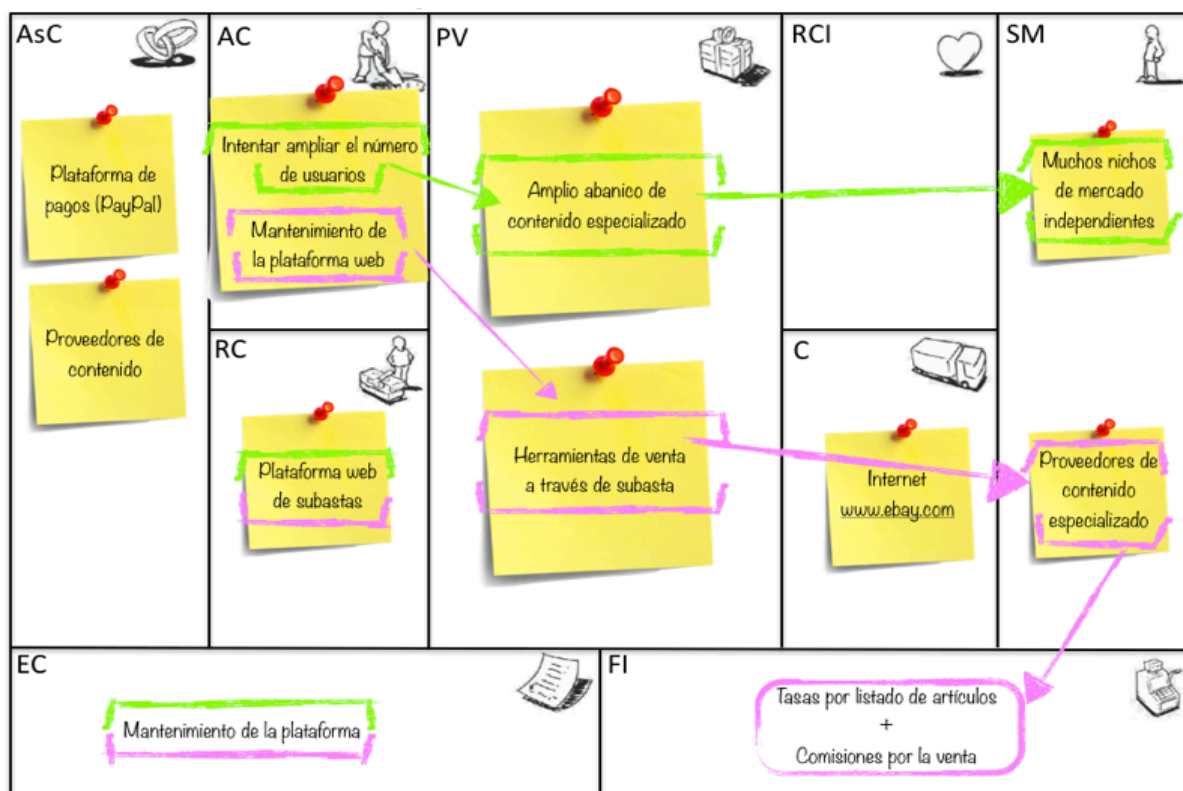 AsC
Plataforma de
pagos (PayPal)
Proveedores de
contenido
AC
Intentar ampliar el número
de usuarios
Mantenimiento de
la plataforma web
RC
Plataforma web
de subastas
PV
Amplio abanico de
contenido especializado
Herramientas de venta
a través de subasta
RCI
C
Internet
www.ebay.com
SM
Muchos nichos
de mercado
independientes
Proveedores de
contenido
especializado
EC
Mantenimiento de la plataforma
FI
Tasas por listado de artículos
+
Comisiones por la venta